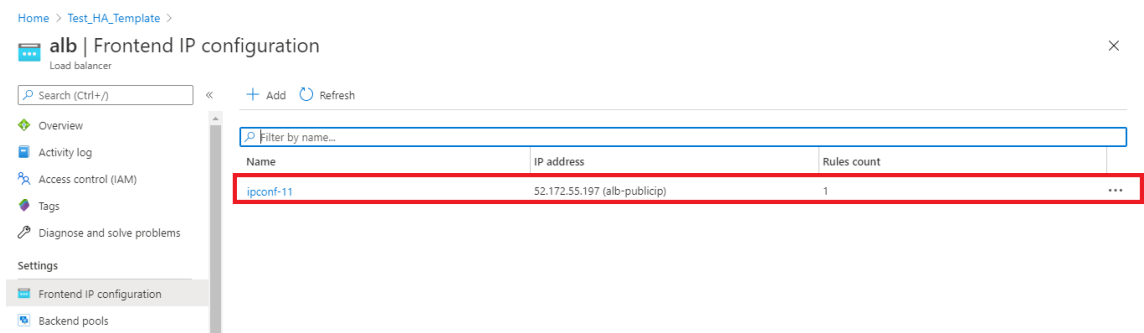 Home > Test_HA_Template >
alb | Frontend IP configuration
Load balancer
Search (Ctrl+/)
«
Add
Refresh
Overview
Activity log
Access control (IAM)
Tags
Diagnose and solve problems
Settings
Frontend IP configuration
Backend pools
Filter by name...
Name IP address Rules count
ipconf-11 52.172.55.197 (alb-publicip) 1 ...